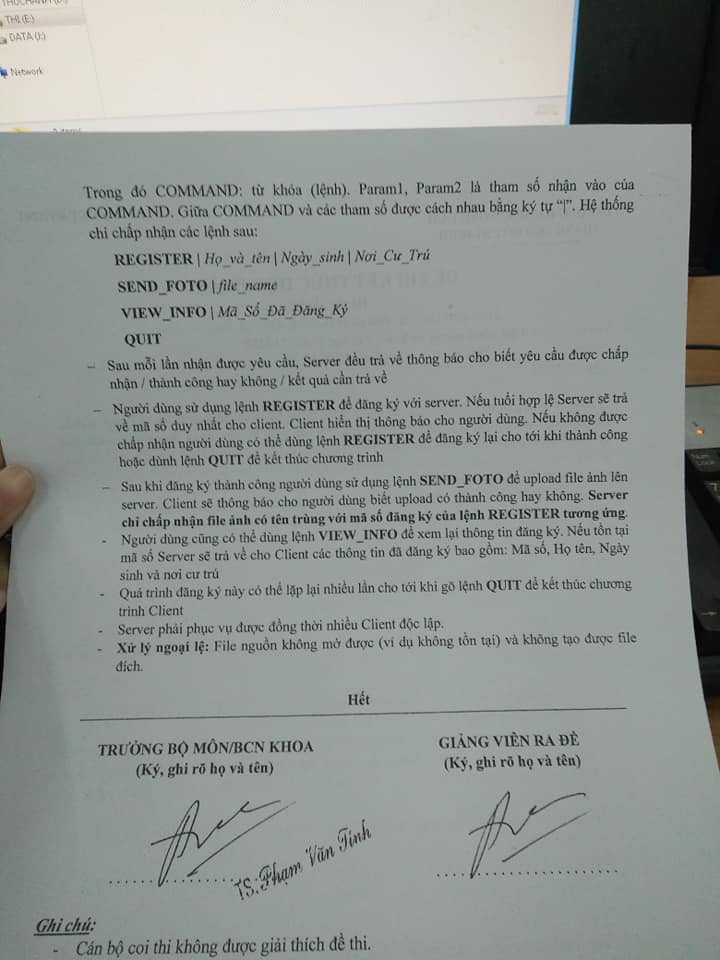 THI (E:)
DATA (J:)
Network
Trong đó COMMAND: từ khóa (lệnh). Param1, Param2 là tham số nhận vào của
COMMAND. Giữa COMMAND và các tham số được cách nhau bằng ký tự “|”. Hệ thống
chỉ chấp nhận các lệnh sau:
REGISTER | Họ_và_tên | Ngày_sinh | Nơi_Cư_Trú
SEND_FOTO | file_name
VIEW_INFO | Mã_Số_Đã_Đăng_Ký
QUIT
– Sau mỗi lần nhận được yêu cầu, Server đều trả về thông báo cho biết yêu cầu được chấp
nhận / thành công hay không / kết quả cần trả về
– Người dùng sử dụng lệnh REGISTER để đăng ký với server. Nếu tuổi hợp lệ Server sẽ trả
về mã số duy nhất cho client. Client hiển thị thông báo cho người dùng. Nếu không được
chấp nhận người dùng có thể dùng lệnh REGISTER để đăng ký lại cho tới khi thành công
hoặc dùnh lệnh QUIT để kết thúc chương trình
– Sau khi đăng ký thành công người dùng sử dụng lệnh SEND_FOTO để upload file ảnh lên
server. Client sẽ thông báo cho người dùng biết upload có thành công hay không. Server
chỉ chấp nhận file ảnh có tên trùng với mã số đăng ký của lệnh REGISTER tương ứng.
- Người dùng cũng có thể dùng lệnh VIEW_INFO để xem lại thông tin đăng ký. Nếu tồn tại
mã số Server sẽ trả về cho Client các thông tin đã đăng ký bao gồm: Mã số, Họ tên, Ngày
sinh và nơi cư trú
- Quá trình đăng ký này có thể lặp lại nhiều lần cho tới khi gõ lệnh QUIT để kết thúc chương
trình Client
- Server phải phục vụ được đồng thời nhiều Client độc lập.
- Xử lý ngoại lệ: File nguồn không mở được (ví dụ không tồn tại) và không tạo được file
đích.
Hết
TRƯỞNG BỘ MÔN/BCN KHOA
(Ký, ghi rõ họ và tên)
GIẢNG VIÊN RA ĐỀ
(Ký, ghi rõ họ và tên)
TS. Phạm Văn Tính
Ghi chú:
- Cán bộ coi thi không được giải thích đề thi.
Num
Lock